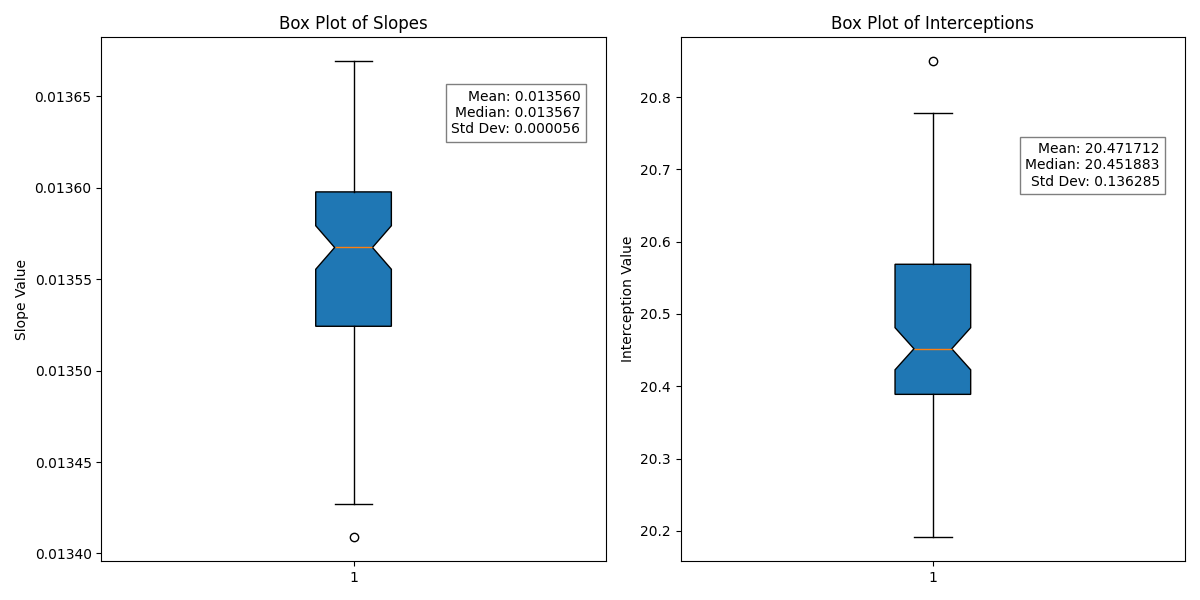 Box Plot of Slopes
Slope Value
0.01365
0.01360
0.01355
0.01350
0.01345
0.01340
1
Mean: 0.013560
Median: 0.013567
Std Dev: 0.000056
Box Plot of Interceptions
Interception Value
20.8
20.7
20.6
20.5
20.4
20.3
20.2
1
Mean: 20.471712
Median: 20.451883
Std Dev: 0.136285